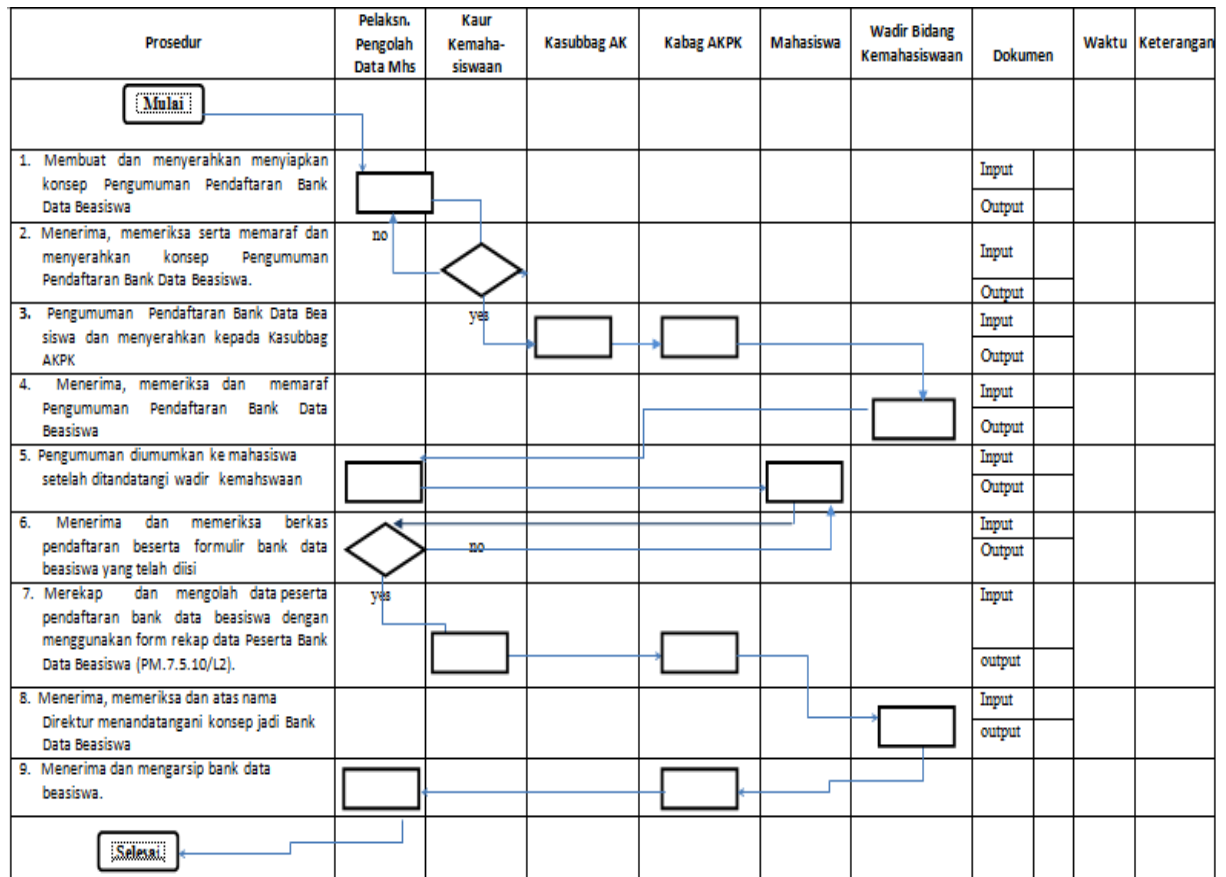 Prosedur
Pelaksn.
Pengolah
Data Mhs
Kaur
Kemaha-
siswaan
Kasubbag AK
Kabag AKPK
Mahasiswa
Wadir Bidang
Kemahasiswaan
Dokumen
Waktu
Keterangan
Mulai
1. Membuat dan menyerahkan menyiapkan
konsep Pengumuman Pendaftaran Bank
Data Beasiswa
Input
Output
2. Menerima, memeriksa serta memaraf dan
menyerahkan konsep Pengumuman
Pendaftaran Bank Data Beasiswa.
no
Input
Output
3. Pengumuman Pendaftaran Bank Data Bea
siswa dan menyerahkan kepada Kasubbag
AKPK
yes
Input
Output
4. Menerima, memeriksa dan memaraf
Pengumuman Pendaftaran Bank Data
Beasiswa
Input
Output
5. Pengumuman diumumkan ke mahasiswa
setelah ditandatangi wadir kemahswaan
Input
Output
6. Menerima dan memeriksa berkas
pendaftaran beserta formulir bank data
beasiswa yang telah diisi
no
Input
Output
7. Merekap dan mengolah data peserta
pendaftaran bank data beasiswa dengan
menggunakan form rekap data Peserta Bank
Data Beasiswa (PM.7.5.10/L2).
yes
Input
output
8. Menerima, memeriksa dan atas nama
Direktur menandatangani konsep jadi Bank
Data Beasiswa
Input
output
9. Menerima dan mengarsip bank data
beasiswa.
Selesai